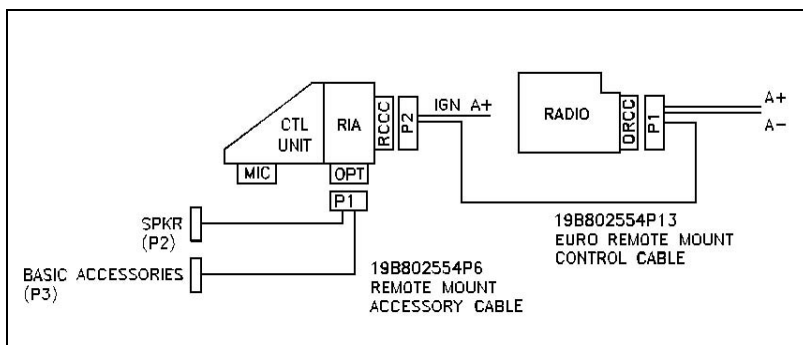 CTL
UNIT
RIA
RCCC
P2
IGN A+
MIC
OPT
P1
RADIO
ORCC
P1
A+
A-
SPKR
(P2)
BASIC ACCESSORIES
(P3)
19B802554P6
REMOTE MOUNT
ACCESSORY CABLE
19B802554P13
EURO REMOTE MOUNT
CONTROL CABLE